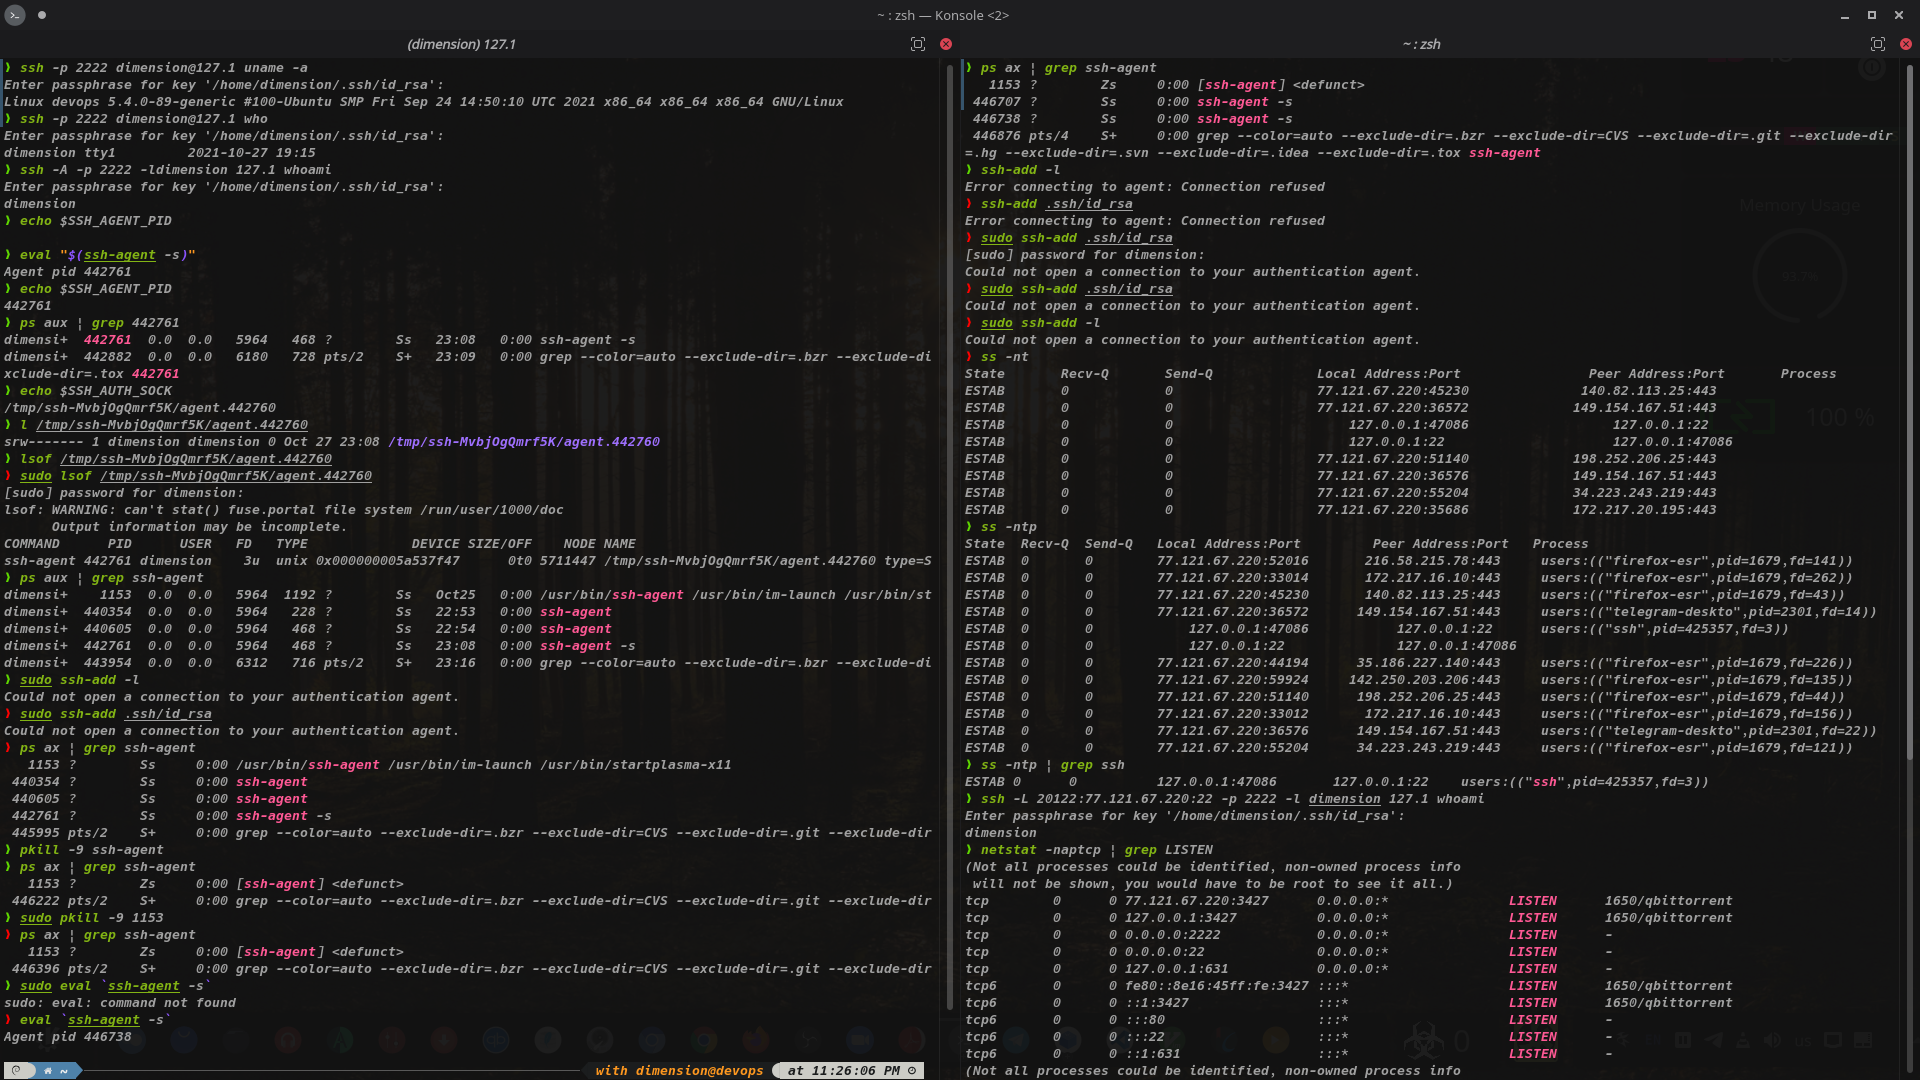 ~ : zsh — Konsole <2>
(dimension) 127.1
❱ ssh -p 2222 dimension@127.1 uname -a
Enter passphrase for key '/home/dimension/.ssh/id_rsa':
Linux devops 5.4.0-89-generic #100-Ubuntu SMP Fri Sep 24 14:50:10 UTC 2021 x86_64 x86_64 x86_64 GNU/Linux
❱ ssh -p 2222 dimension@127.1 who
Enter passphrase for key '/home/dimension/.ssh/id_rsa':
dimension tty1         2021-10-27 19:15
❱ ssh -A -p 2222 -ldimension 127.1 whoami
Enter passphrase for key '/home/dimension/.ssh/id_rsa':
dimension
❱ echo $SSH_AGENT_PID
❱ eval "$(ssh-agent -s)"
Agent pid 442761
❱ echo $SSH_AGENT_PID
442761
❱ ps aux | grep 442761
dimensi+  442761  0.0  0.0   5964   468 ?        Ss   23:08   0:00 ssh-agent -s
dimensi+  442882  0.0  0.0   6180   728 pts/2    S+   23:09   0:00 grep --color=auto --exclude-dir=.bzr --exclude-di
xclude-dir=.tox 442761
❱ echo $SSH_AUTH_SOCK
/tmp/ssh-MvbjOgQmrf5K/agent.442760
❱ l /tmp/ssh-MvbjOgQmrf5K/agent.442760
srw------- 1 dimension dimension 0 Oct 27 23:08 /tmp/ssh-MvbjOgQmrf5K/agent.442760
❱ lsof /tmp/ssh-MvbjOgQmrf5K/agent.442760
❱ sudo lsof /tmp/ssh-MvbjOgQmrf5K/agent.442760
[sudo] password for dimension:
lsof: WARNING: can't stat() fuse.portal file system /run/user/1000/doc
      Output information may be incomplete.
COMMAND      PID      USER   FD   TYPE             DEVICE SIZE/OFF    NODE NAME
ssh-agent 442761 dimension    3u  unix 0x000000005a537f47      0t0 5711447 /tmp/ssh-MvbjOgQmrf5K/agent.442760 type=S
❱ ps aux | grep ssh-agent
dimensi+    1153  0.0  0.0   5964  1192 ?        Ss   Oct25   0:00 /usr/bin/ssh-agent /usr/bin/im-launch /usr/bin/st
dimensi+  440354  0.0  0.0   5964   228 ?        Ss   22:53   0:00 ssh-agent
dimensi+  440605  0.0  0.0   5964   468 ?        Ss   22:54   0:00 ssh-agent
dimensi+  442761  0.0  0.0   5964   468 ?        Ss   23:08   0:00 ssh-agent -s
dimensi+  443954  0.0  0.0   6312   716 pts/2    S+   23:16   0:00 grep --color=auto --exclude-dir=.bzr --exclude-di
❱ sudo ssh-add -l
Could not open a connection to your authentication agent.
❱ sudo ssh-add .ssh/id_rsa
Could not open a connection to your authentication agent.
❱ ps ax | grep ssh-agent
   1153 ?        Ss     0:00 /usr/bin/ssh-agent /usr/bin/im-launch /usr/bin/startplasma-x11
 440354 ?        Ss     0:00 ssh-agent
 440605 ?        Ss     0:00 ssh-agent
 442761 ?        Ss     0:00 ssh-agent -s
 445995 pts/2    S+     0:00 grep --color=auto --exclude-dir=.bzr --exclude-dir=CVS --exclude-dir=.git --exclude-dir
❱ pkill -9 ssh-agent
❱ ps ax | grep ssh-agent
   1153 ?        Zs     0:00 [ssh-agent] <defunct>
 446222 pts/2    S+     0:00 grep --color=auto --exclude-dir=.bzr --exclude-dir=CVS --exclude-dir=.git --exclude-dir
❱ sudo pkill -9 1153
❱ ps ax | grep ssh-agent
   1153 ?        Zs     0:00 [ssh-agent] <defunct>
 446396 pts/2    S+     0:00 grep --color=auto --exclude-dir=.bzr --exclude-dir=CVS --exclude-dir=.git --exclude-dir
❱ sudo eval `ssh-agent -s`
sudo: eval: command not found
❱ eval `ssh-agent -s`
Agent pid 446738
~ with dimension@devops at 11:26:06 PM
~ : zsh
❱ ps ax | grep ssh-agent
   1153 ?        Zs     0:00 [ssh-agent] <defunct>
 446707 ?        Ss     0:00 ssh-agent -s
 446738 ?        Ss     0:00 ssh-agent -s
 446876 pts/4    S+     0:00 grep --color=auto --exclude-dir=.bzr --exclude-dir=CVS --exclude-dir=.git --exclude-dir
=.hg --exclude-dir=.svn --exclude-dir=.idea --exclude-dir=.tox ssh-agent
❱ ssh-add -l
Error connecting to agent: Connection refused
❱ ssh-add .ssh/id_rsa
Error connecting to agent: Connection refused
❱ sudo ssh-add .ssh/id_rsa
[sudo] password for dimension:
Could not open a connection to your authentication agent.
❱ sudo ssh-add .ssh/id_rsa
Could not open a connection to your authentication agent.
❱ sudo ssh-add -l
Could not open a connection to your authentication agent.
❱ ss -nt
State       Recv-Q       Send-Q             Local Address:Port                Peer Address:Port       Process
ESTAB       0            0                  77.121.67.220:45230              140.82.113.25:443
ESTAB       0            0                  77.121.67.220:36572             149.154.167.51:443
ESTAB       0            0                      127.0.0.1:47086                  127.0.0.1:22
ESTAB       0            0                      127.0.0.1:22                     127.0.0.1:47086
ESTAB       0            0                  77.121.67.220:51140             198.252.206.25:443
ESTAB       0            0                  77.121.67.220:36576             149.154.167.51:443
ESTAB       0            0                  77.121.67.220:55204             34.223.243.219:443
ESTAB       0            0                  77.121.67.220:35686             172.217.20.195:443
❱ ss -ntp
State  Recv-Q  Send-Q   Local Address:Port         Peer Address:Port   Process
ESTAB  0       0        77.121.67.220:52016       216.58.215.78:443     users:(("firefox-esr",pid=1679,fd=141))
ESTAB  0       0        77.121.67.220:33014       172.217.16.10:443     users:(("firefox-esr",pid=1679,fd=262))
ESTAB  0       0        77.121.67.220:45230       140.82.113.25:443     users:(("firefox-esr",pid=1679,fd=43))
ESTAB  0       0        77.121.67.220:36572      149.154.167.51:443     users:(("telegram-deskto",pid=2301,fd=14))
ESTAB  0       0            127.0.0.1:47086           127.0.0.1:22      users:(("ssh",pid=425357,fd=3))
ESTAB  0       0            127.0.0.1:22              127.0.0.1:47086
ESTAB  0       0        77.121.67.220:44194      35.186.227.140:443     users:(("firefox-esr",pid=1679,fd=226))
ESTAB  0       0        77.121.67.220:59924     142.250.203.206:443     users:(("firefox-esr",pid=1679,fd=135))
ESTAB  0       0        77.121.67.220:51140      198.252.206.25:443     users:(("firefox-esr",pid=1679,fd=44))
ESTAB  0       0        77.121.67.220:33012       172.217.16.10:443     users:(("firefox-esr",pid=1679,fd=156))
ESTAB  0       0        77.121.67.220:36576      149.154.167.51:443     users:(("telegram-deskto",pid=2301,fd=22))
ESTAB  0       0        77.121.67.220:55204      34.223.243.219:443     users:(("firefox-esr",pid=1679,fd=121))
❱ ss -ntp | grep ssh
ESTAB 0      0          127.0.0.1:47086       127.0.0.1:22    users:(("ssh",pid=425357,fd=3))
❱ ssh -L 20122:77.121.67.220:22 -p 2222 -l dimension 127.1 whoami
Enter passphrase for key '/home/dimension/.ssh/id_rsa':
dimension
❱ netstat -naptcp | grep LISTEN
(Not all processes could be identified, non-owned process info
 will not be shown, you would have to be root to see it all.)
tcp        0      0 77.121.67.220:3427      0.0.0.0:*               LISTEN      1650/qbittorrent
tcp        0      0 127.0.0.1:3427          0.0.0.0:*               LISTEN      1650/qbittorrent
tcp        0      0 0.0.0.0:2222            0.0.0.0:*               LISTEN      -
tcp        0      0 0.0.0.0:22              0.0.0.0:*               LISTEN      -
tcp        0      0 127.0.0.1:631           0.0.0.0:*               LISTEN      -
tcp6       0      0 fe80::8e16:45ff:fe:3427 :::*                    LISTEN      1650/qbittorrent
tcp6       0      0 ::1:3427                :::*                    LISTEN      1650/qbittorrent
tcp6       0      0 :::80                   :::*                    LISTEN      -
tcp6       0      0 :::22                   :::*                    LISTEN      -
tcp6       0      0 ::1:631                 :::*                    LISTEN      -
(Not all processes could be identified, non-owned process info
Memory Usage
93.7%
100 %
0
us